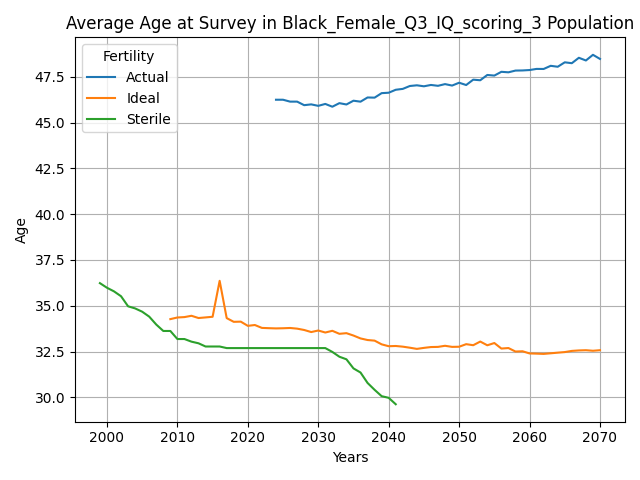 Average Age at Survey in Black_Female_Q3_IQ_scoring_3 Population
Fertility
Actual
Ideal
Sterile
47.5
45.0
42.5
40.0
37.5
35.0
32.5
30.0
Age
2000 2010 2020 2030 2040 2050 2060 2070
Years